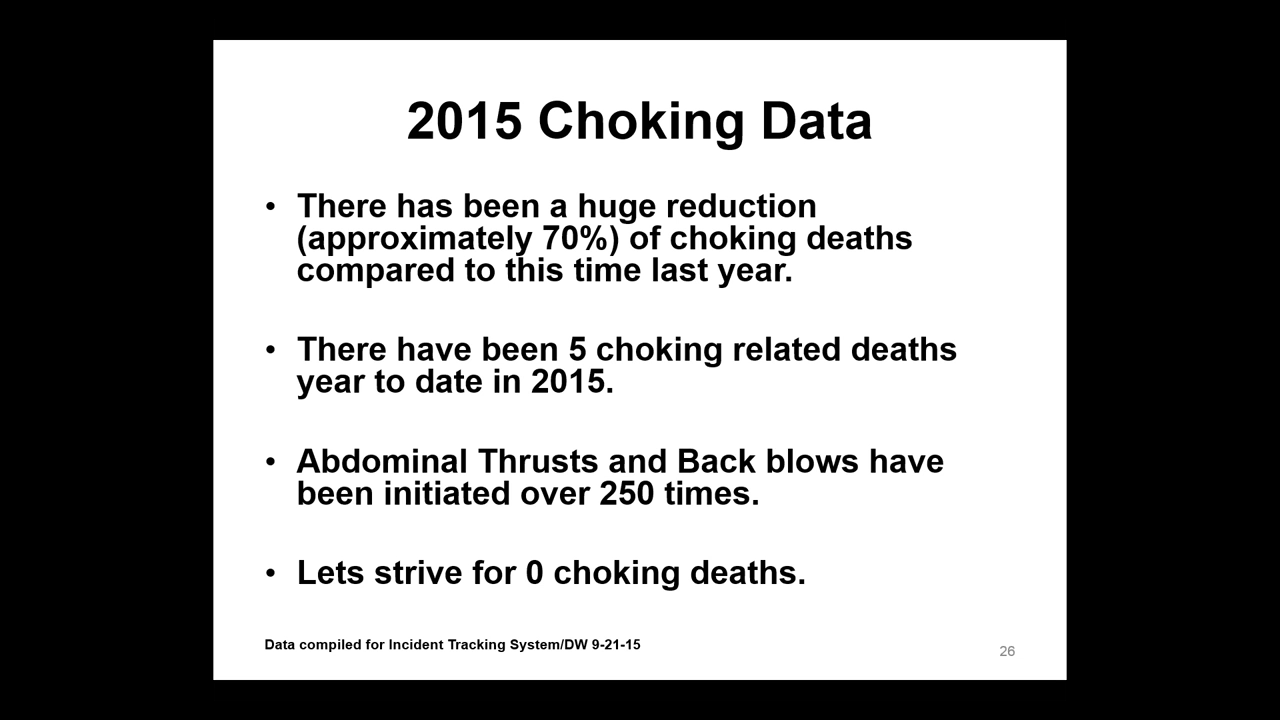 2015 Choking Data
• There has been a huge reduction
(approximately 70%) of choking deaths
compared to this time last year.
• There have been 5 choking related deaths
year to date in 2015.
• Abdominal Thrusts and Back blows have
been initiated over 250 times.
• Lets strive for 0 choking deaths.
Data compiled for Incident Tracking System/DW 9-21-15
26